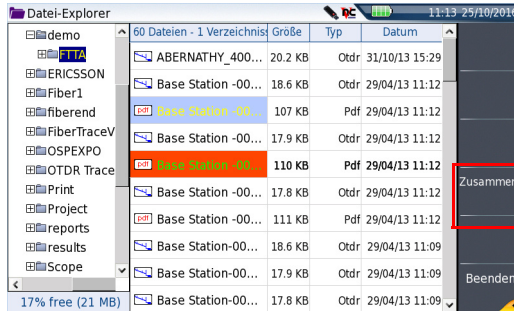 Datei-Explorer
11:13 25/10/2016
demo
FTTA
ERICSSON
Fiber1
fiberend
FiberTraceV
OSPEXPO
OTDR Trace
Print
Project
reports
results
Scope
17% free (21 MB)
60 Dateien - 1 Verzeichnis Größe Typ Datum
ABERNATHY_400... 20.2 KB Otdr 31/10/13 15:29
Base Station -00... 18.6 KB Otdr 29/04/13 11:12
Base Station -00... 107 KB Pdf 29/04/13 11:12
Base Station -00... 17.9 KB Otdr 29/04/13 11:12
Base Station -00... 110 KB Pdf 29/04/13 11:12
Base Station -00... 17.8 KB Otdr 29/04/13 11:12
Base Station -00... 111 KB Pdf 29/04/13 11:12
Base Station-00... 18.6 KB Otdr 29/04/13 11:09
Base Station-00... 17.9 KB Otdr 29/04/13 11:09
Base Station-00... 17.8 KB Otdr 29/04/13 11:09
Zusammen
Beenden